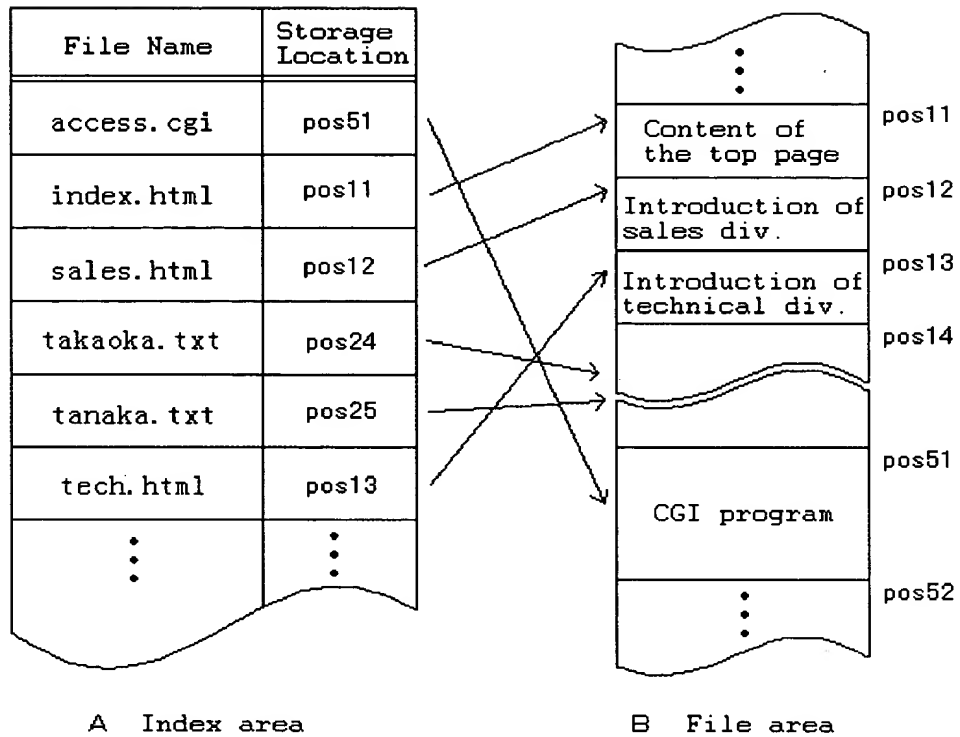 File Name
Storage
Location
access.cgi
pos51
index.html
pos11
sales.html
pos12
takaoka.txt
pos24
tanaka.txt
pos25
tech.html
pos13
A Index area
Content of
the top page
pos11
Introduction of
sales div.
pos12
Introduction of
technical div.
pos13
pos14
CGI program
pos51
pos52
B File area